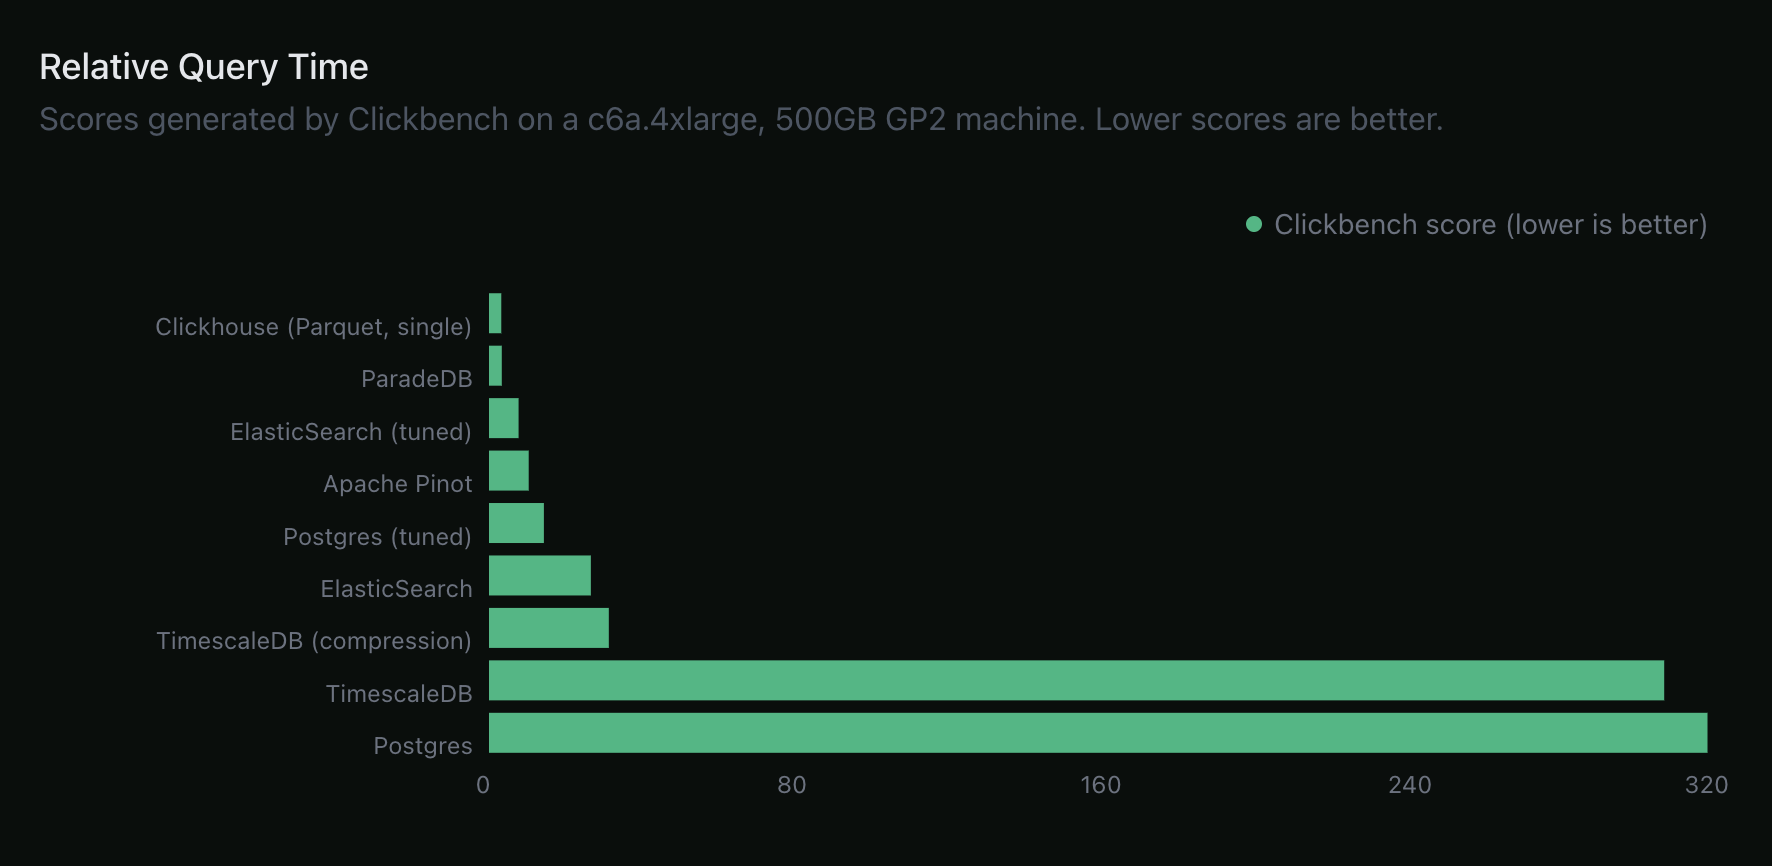 Relative Query Time
Scores generated by Clickbench on a c6a.4xlarge, 500GB GP2 machine. Lower scores are better.
Clickbench score (lower is better)
Clickhouse (Parquet, single)
ParadeDB
ElasticSearch (tuned)
Apache Pinot
Postgres (tuned)
ElasticSearch
TimescaleDB (compression)
TimescaleDB
Postgres
0 80 160 240 320